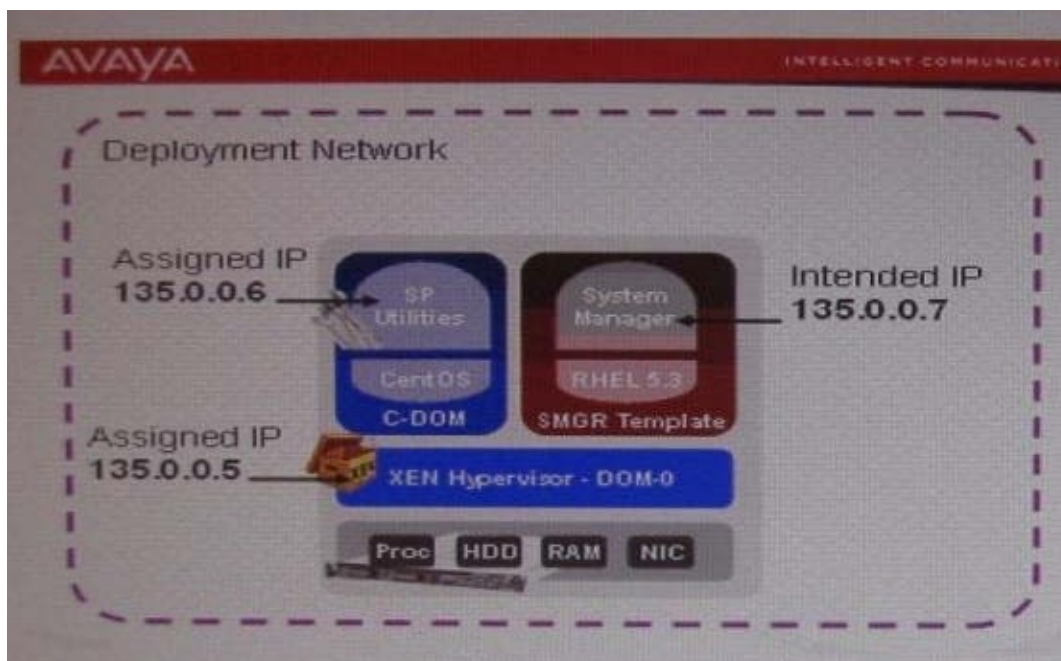 AVAYA
INTELLIGENT COMMUNICATI
Deployment Network
Assigned IP
135.0.0.6
SP
Utilities
System
Manager
Intended IP
135.0.0.7
CentOS
C-DOM
RHEL 5.3
SMGR Template
Assigned IP
135.0.0.5
XEN Hypervisor - DOM-0
Proc
HDD
RAM
NIC